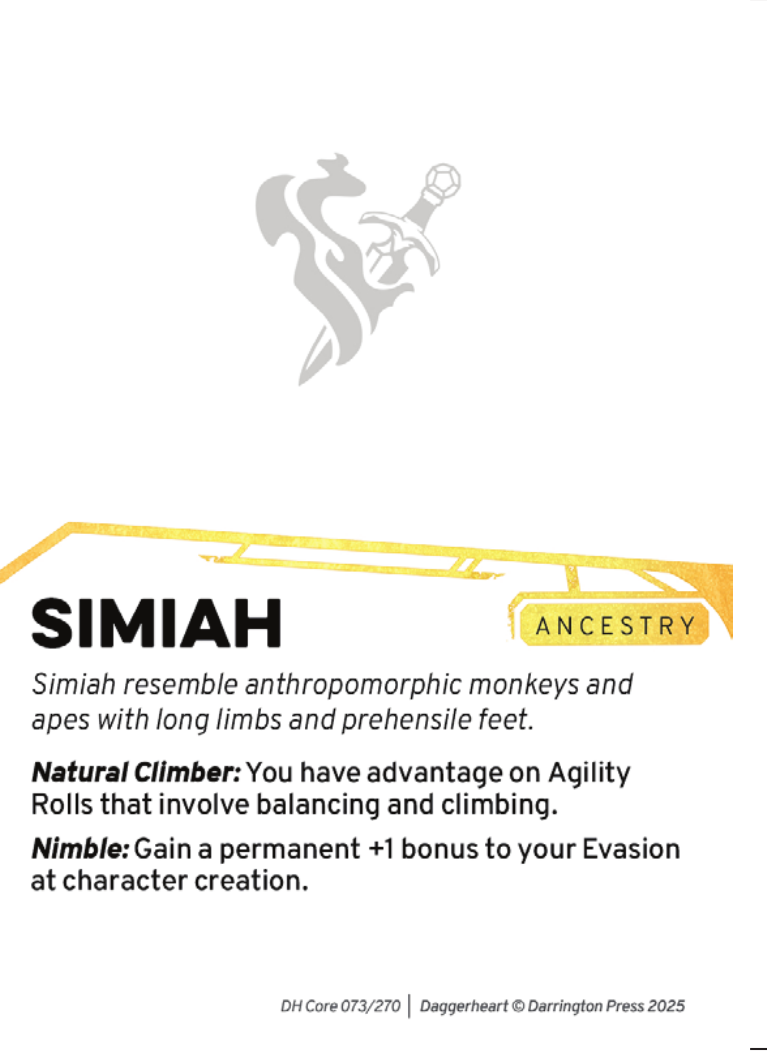 SIMIAH
ANCESTRY
Simiah resemble anthropomorphic monkeys and
apes with long limbs and prehensile feet.
Natural Climber: You have advantage on Agility
Rolls that involve balancing and climbing.
Nimble: Gain a permanent +1 bonus to your Evasion
at character creation.
DH Core 073/270 | Daggerheart © Darrington Press 2025